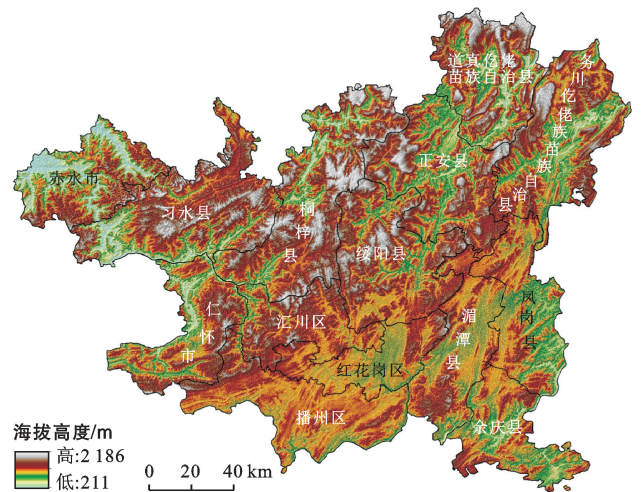 道真仡佬
苗族自治县
务川仡佬族苗族自治县
正安县
赤水市
习水县
桐梓县
绥阳县
凤岗县
仁怀市
汇川区
湄潭县
红花岗区
播州区
余庆县
海拔高度/m
高:2 186
低:211
0 20 40 km